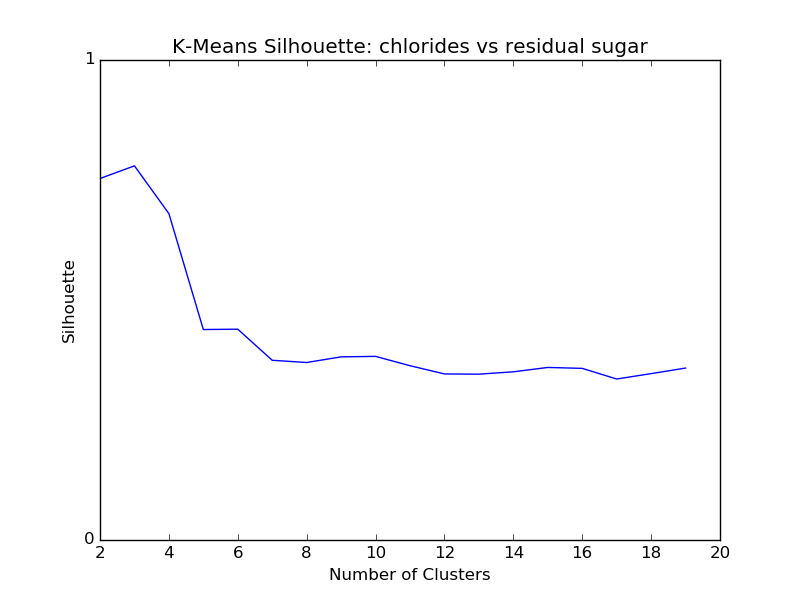 K-Means Silhouette: chlorides vs residual sugar
1
Silhouette
0
2 4 6 8 10 12 14 16 18 20
Number of Clusters